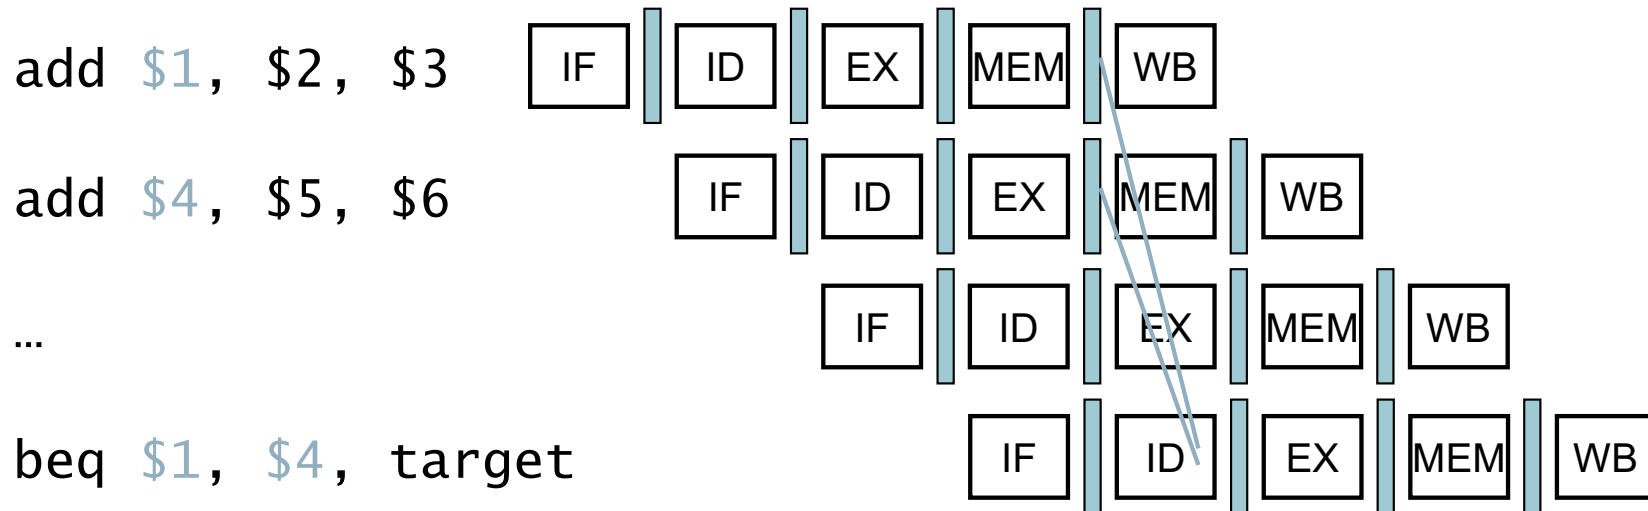 add $1, $2, $3 IF ID EX MEM WB
add $4, $5, $6 IF ID EX MEM WB
… IF ID EX MEM WB
beq $1, $4, target IF ID EX MEM WB